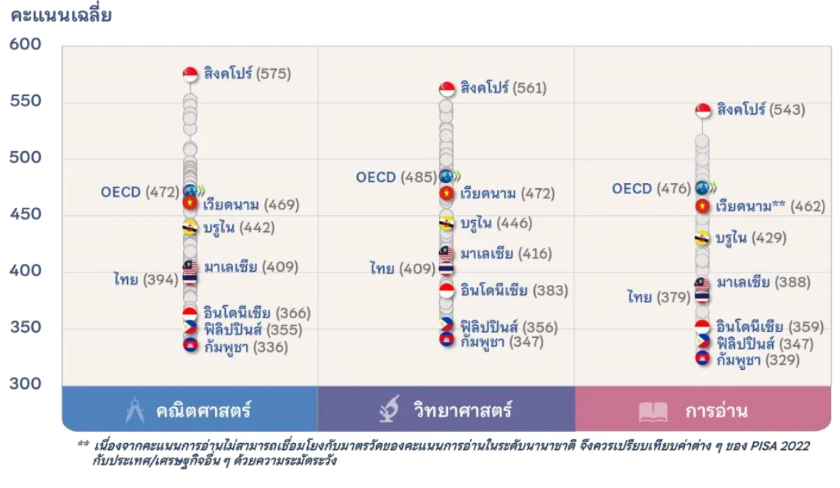 คะแนนเฉลี่ย
600
550
500
450
400
350
300
สิงคโปร์ (575)
OECD (472)
เวียดนาม (469)
บรูไน (442)
มาเลเซีย (409)
ไทย (394)
อินโดนีเซีย (366)
ฟิลิปปินส์ (355)
กัมพูชา (336)
สิงคโปร์ (561)
OECD (485)
เวียดนาม (472)
บรูไน (446)
มาเลเซีย (416)
ไทย (409)
อินโดนีเซีย (383)
ฟิลิปปินส์ (356)
กัมพูชา (347)
สิงคโปร์ (543)
OECD (476)
เวียดนาม** (462)
บรูไน (429)
มาเลเซีย (388)
ไทย (379)
อินโดนีเซีย (359)
ฟิลิปปินส์ (347)
กัมพูชา (329)
คณิตศาสตร์
วิทยาศาสตร์
การอ่าน
** เนื่องจากคะแนนการอ่านไม่สามารถเชื่อมโยงกับมาตรวัดของคะแนนการอ่านในระดับนานาชาติ จึงควรเปรียบเทียบค่าต่าง ๆ ของ PISA 2022
กับประเทศ/เศรษฐกิจอื่น ๆ ด้วยความระมัดระวัง